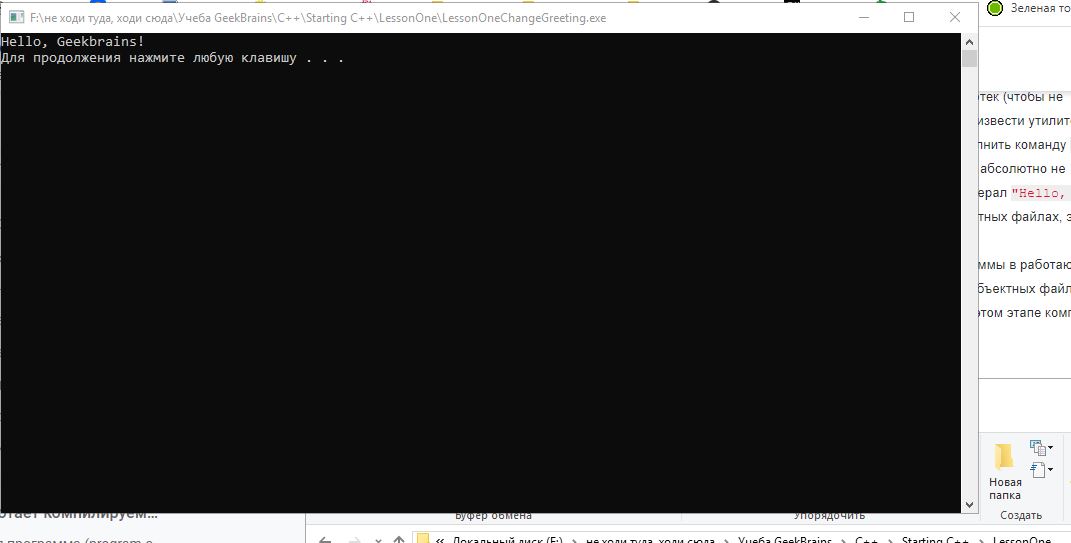 F:\не ходи туда, ходи сюда\Учеба GeekBrains\C++\Starting C++\LessonOne\LessonOneChangeGreeting.exe
Зеленая то
Hello, Geekbrains!
Для продолжения нажмите любую клавишу . . .
отек (чтобы не
извести утилит
лнить команду
абсолютно не
ерал "Hello,
тных файлах, э
ммы в работаю
бъектных файл
этом этапе комп
Новая
папка
отает компилируем...
Буфер обмена
Упорядочить
Создать
программе (program.c
« Локальный диск (F:) > не ходи туда, ходи сюда > Учеба GeekBrains > C++ > Starting C++ > LessonOne